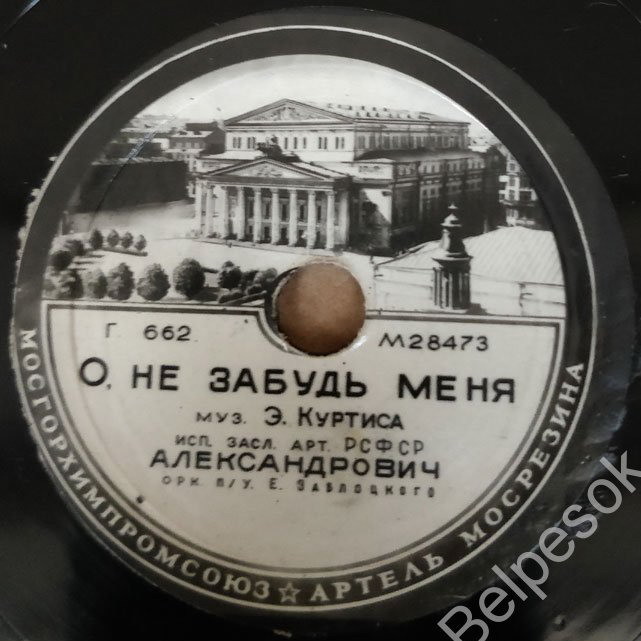 Г. 662.
М28473
О, НЕ ЗАБУДЬ МЕНЯ
МУЗ. Э. КУРТИСА
ИСП. ЗАСЛ. АРТ. РСФСР
АЛЕКСАНДРОВИЧ
ОРК. П/У. Е. ЗАБЛОЦКОГО
МОСГОРХИМПРОМСОЮЗ☆АРТЕЛЬ МОСРЕЗИНА
Belpesok